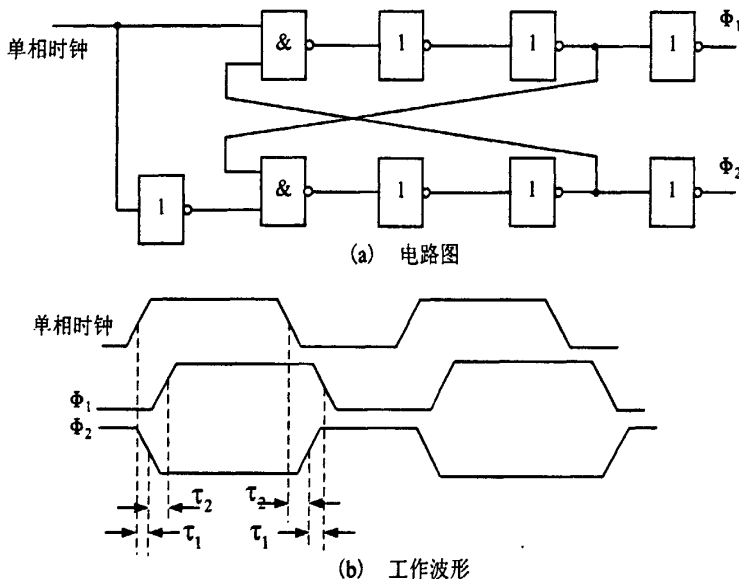 & 1 1 1 Φ₁
单相时钟
& 1 1 1 Φ₂
1
(a) 电路图
单相时钟
Φ₁
Φ₂
τ₂ τ₂
τ₁ τ₁
(b) 工作波形